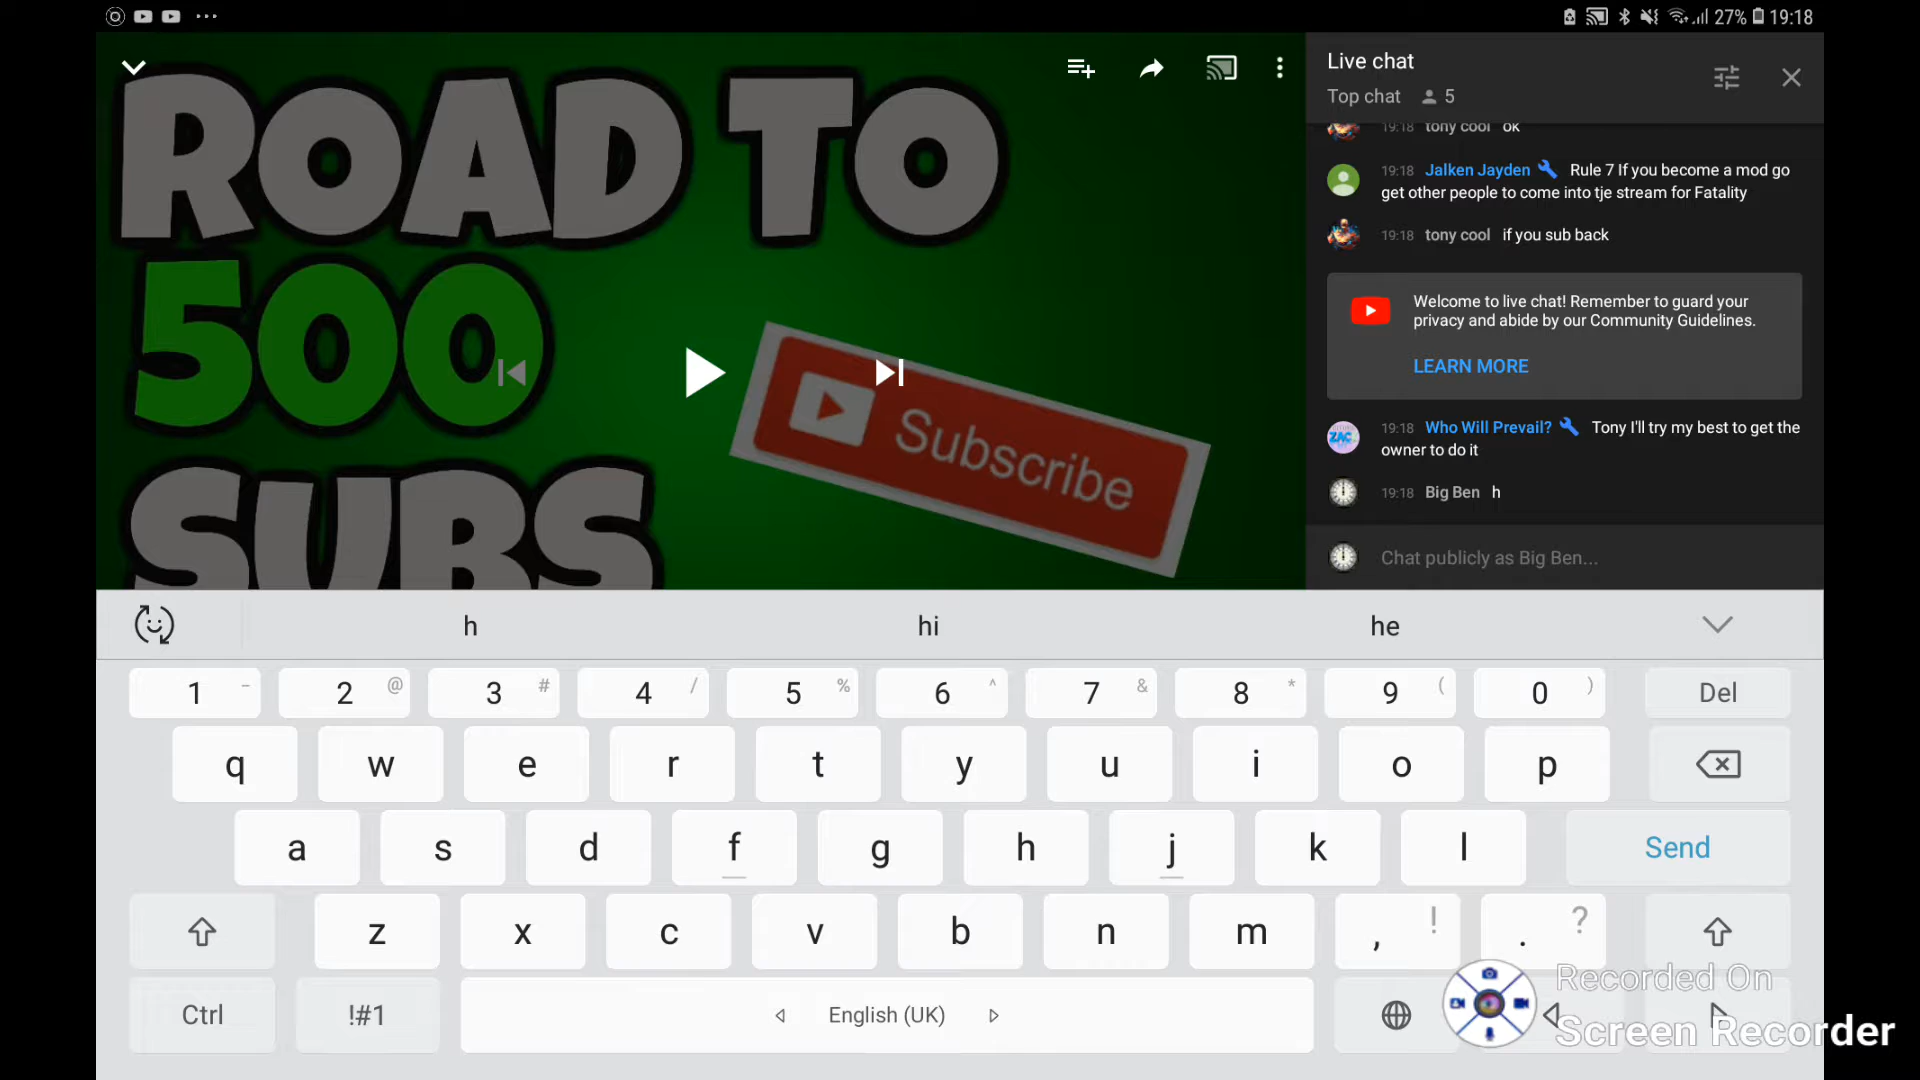 27% 19:18
ROAD TO
500
SUBS
Subscribe
Live chat
Top chat 5
19:18 tony cool ok
19:18 Jalken Jayden Rule 7 If you become a mod go
get other people to come into tje stream for Fatality
19:18 tony cool if you sub back
Welcome to live chat! Remember to guard your
privacy and abide by our Community Guidelines.
LEARN MORE
ZAC
19:18 Who Will Prevail? Tony I'll try my best to get the
owner to do it
19:18 Big Ben h
Chat publicly as Big Ben...
h hi he
1 - 2 @ 3 # 4 / 5 % 6 ^ 7 & 8 * 9 ( 0 ) Del
q w e r t y u i o p
a s d f g h j k l Send
z x c v b n m , ! . ?
Ctrl !#1 English (UK)
Recorded On
Screen Recorder